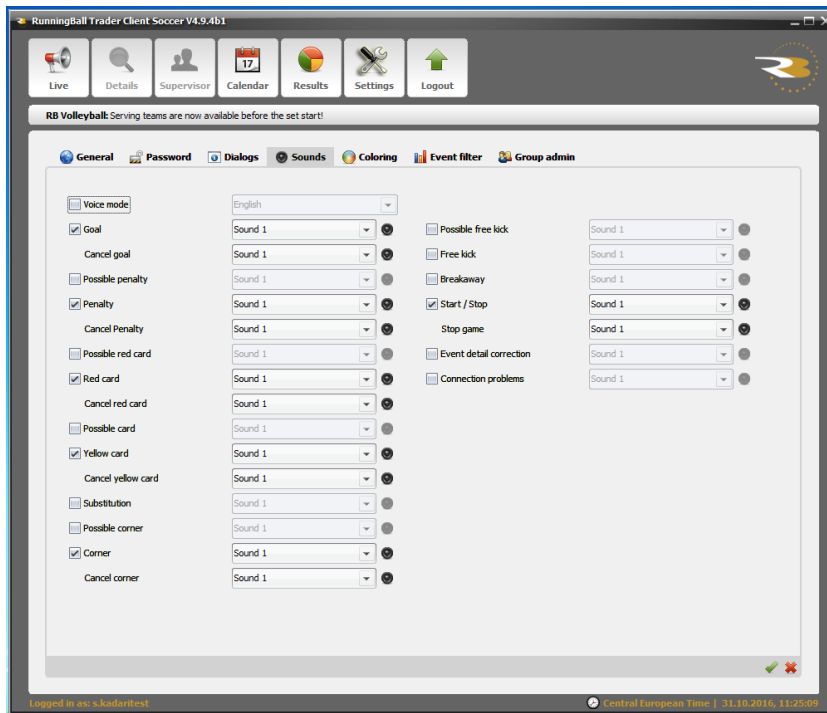 RunningBall Trader Client Soccer V4.9.4b1
Live Details Supervisor Calendar Results Settings Logout
17
RB Volleyball: Serving teams are now available before the set start!
General Password Dialogs Sounds Coloring Event filter Group admin
Voice mode English
Goal Sound 1 Possible free kick Sound 1
Cancel goal Sound 1 Free kick Sound 1
Possible penalty Sound 1 Breakaway Sound 1
Penalty Sound 1 Start / Stop Sound 1
Cancel Penalty Sound 1 Stop game Sound 1
Possible red card Sound 1 Event detail correction Sound 1
Red card Sound 1 Connection problems Sound 1
Cancel red card Sound 1
Possible card Sound 1
Yellow card Sound 1
Cancel yellow card Sound 1
Substitution Sound 1
Possible corner Sound 1
Corner Sound 1
Cancel corner Sound 1
Logged in as: s.kadaritest Central European Time | 31.10.2016, 11:25:09